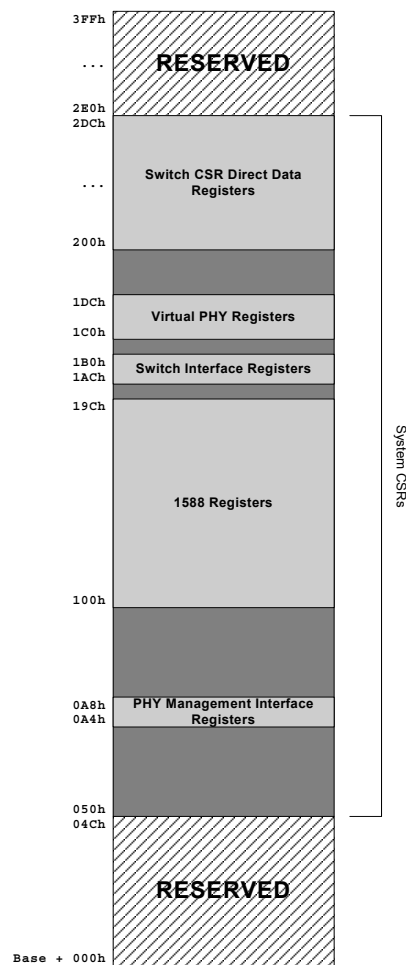 3FFh
RESERVED
...
2E0h
2DCh
Switch CSR Direct Data
Registers
...
200h
1DCh
Virtual PHY Registers
1C0h
1B0h
Switch Interface Registers
1ACh
19Ch
System CSRs
1588 Registers
100h
0A8h
PHY Management Interface
Registers
0A4h
050h
04Ch
RESERVED
Base + 000h